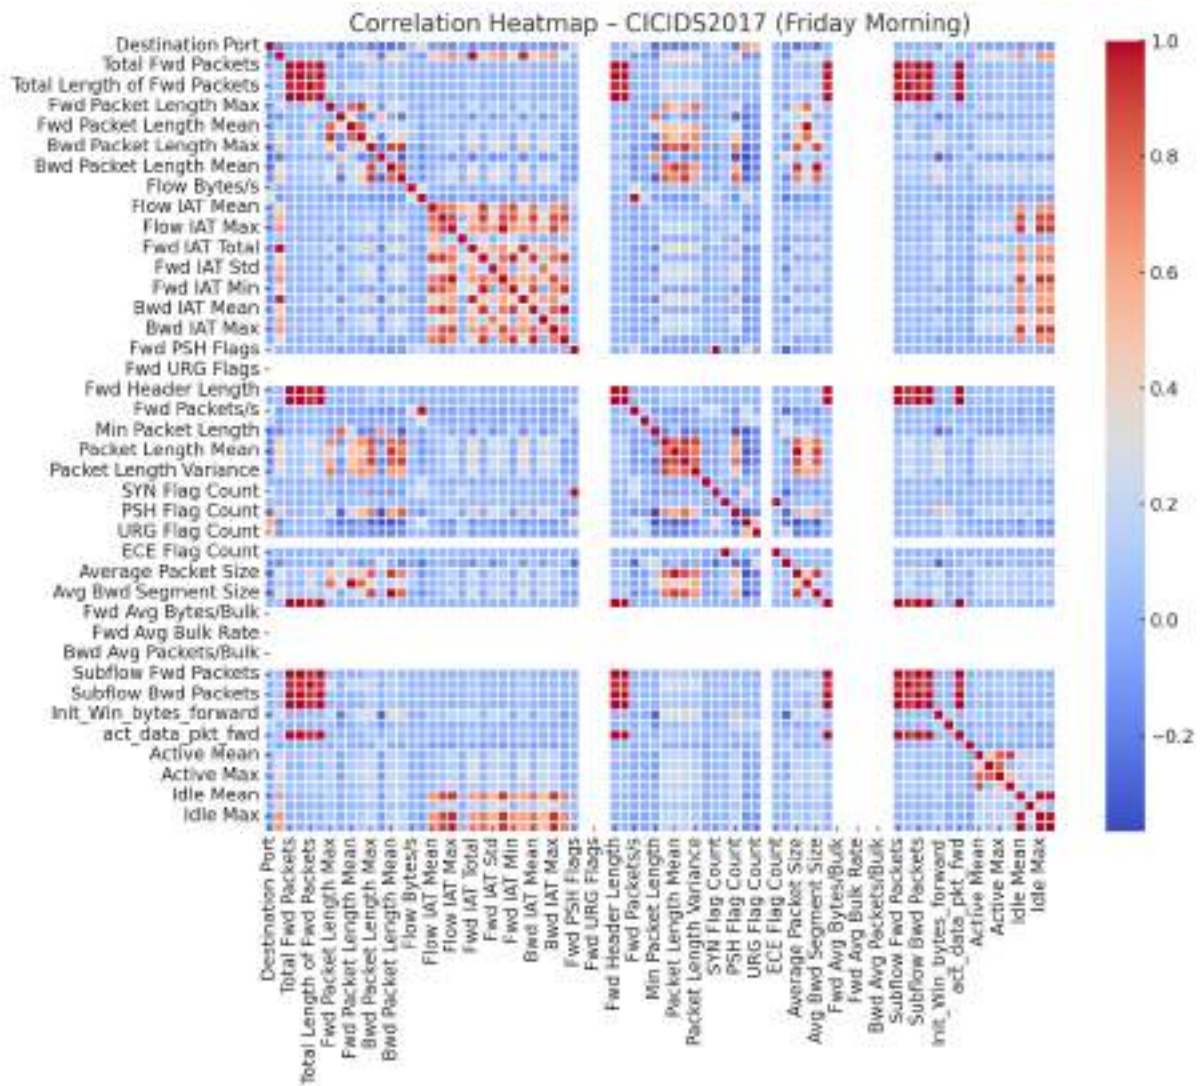 Correlation Heatmap – CICIDS2017 (Friday Morning)
Destination Port
Total Fwd Packets
Total Length of Fwd Packets
Fwd Packet Length Max
Fwd Packet Length Mean
Bwd Packet Length Max
Bwd Packet Length Mean
Flow Bytes/s
Flow IAT Mean
Flow IAT Max
Fwd IAT Total
Fwd IAT Std
Fwd IAT Min
Bwd IAT Mean
Bwd IAT Max
Fwd PSH Flags
Fwd URG Flags
Fwd Header Length
Fwd Packets/s
Min Packet Length
Packet Length Mean
Packet Length Variance
SYN Flag Count
PSH Flag Count
URG Flag Count
ECE Flag Count
Average Packet Size
Avg Bwd Segment Size
Fwd Avg Bytes/Bulk
Fwd Avg Bulk Rate
Bwd Avg Packets/Bulk
Subflow Fwd Packets
Subflow Bwd Packets
Init_Win_bytes_forward
act_data_pkt_fwd
Active Mean
Active Max
Idle Mean
Idle Max
Destination Port
Total Fwd Packets
Total Length of Fwd Packets
Fwd Packet Length Max
Fwd Packet Length Mean
Bwd Packet Length Max
Bwd Packet Length Mean
Flow Bytes/s
Flow IAT Mean
Flow IAT Max
Fwd IAT Total
Fwd IAT Std
Fwd IAT Min
Bwd IAT Mean
Bwd IAT Max
Fwd PSH Flags
Fwd URG Flags
Fwd Header Length
Fwd Packets/s
Min Packet Length
Packet Length Mean
Packet Length Variance
SYN Flag Count
PSH Flag Count
URG Flag Count
ECE Flag Count
Average Packet Size
Avg Bwd Segment Size
Fwd Avg Bytes/Bulk
Fwd Avg Bulk Rate
Bwd Avg Packets/Bulk
Subflow Fwd Packets
Subflow Bwd Packets
Init_Win_bytes_forward
act_data_pkt_fwd
Active Mean
Active Max
Idle Mean
Idle Max
1.0
0.8
0.6
0.4
0.2
0.0
−0.2